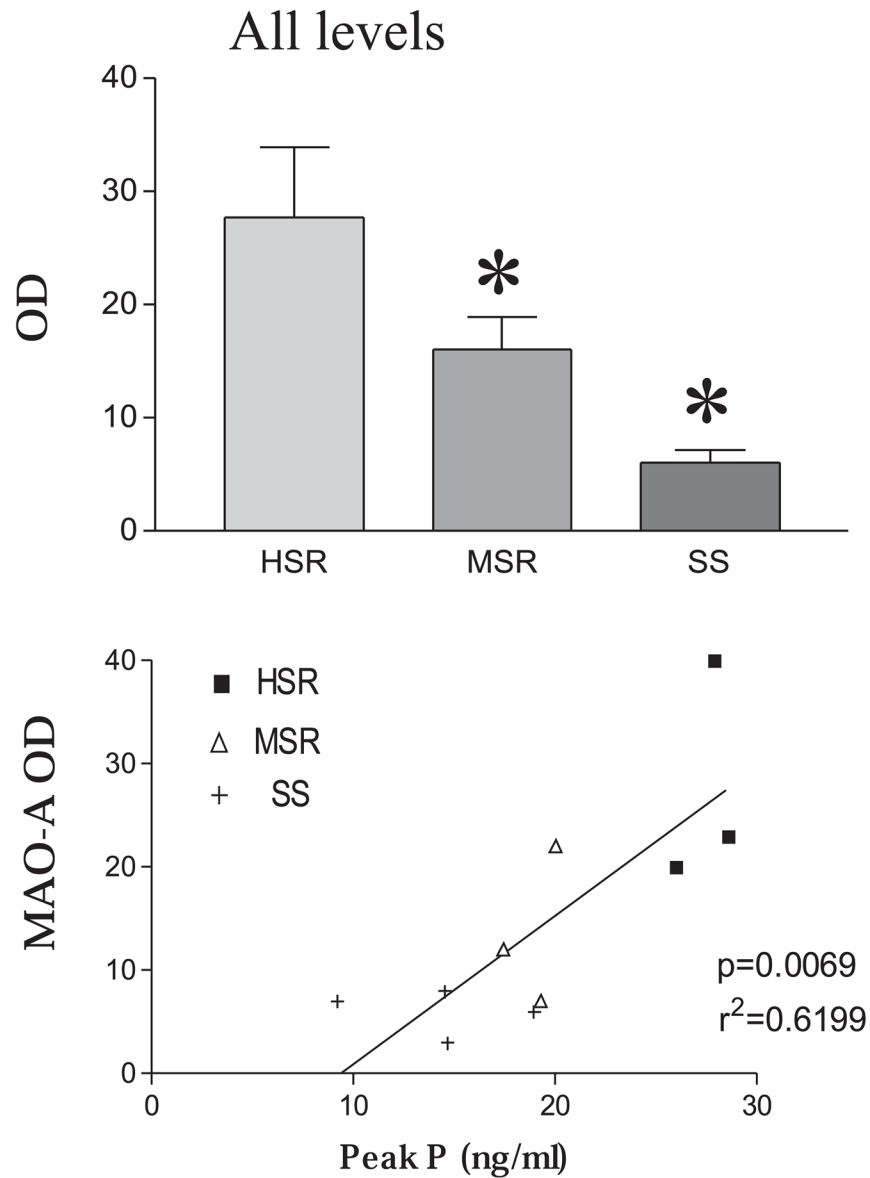 All levels
40
30
20
10
0
OD
*
*
HSR
MSR
SS
40
30
20
10
0
MAO-A OD
HSR
MSR
SS
p=0.0069
r²=0.6199
0
10
20
30
Peak P (ng/ml)